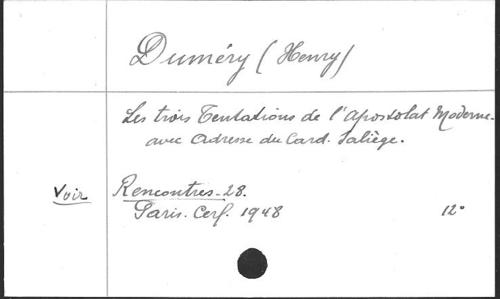 Duméry (Henry)
Les trois Tentations de l'Apostolat Moderne-
avec Adresse du Card. Saliège.
Voir Rencontres-28.
Paris. Cerf. 1948 12°